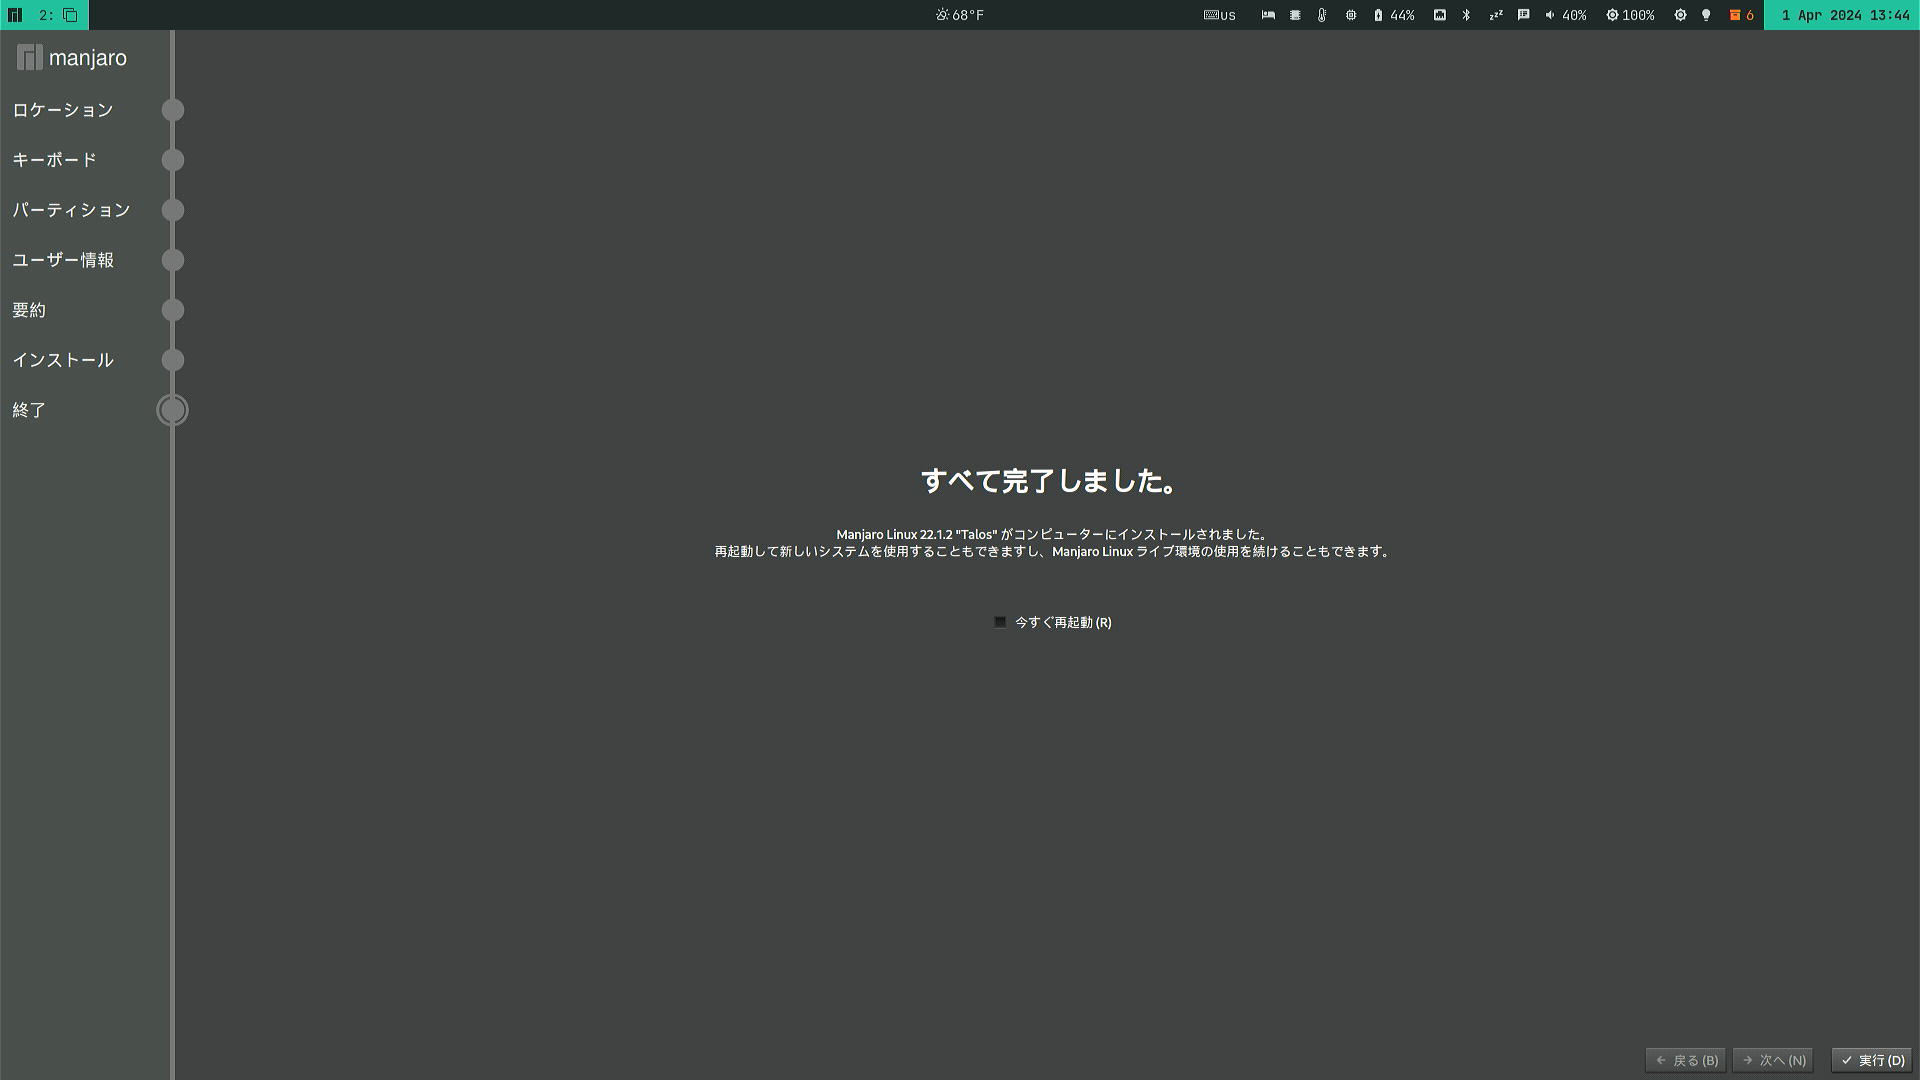 2:
68°F
us
44%
40%
100%
6
1 Apr 2024 13:44
manjaro
ロケーション
キーボード
パーティション
ユーザー情報
要約
インストール
終了
すべて完了しました。
Manjaro Linux 22.1.2 "Talos" がコンピューターにインストールされました。
再起動して新しいシステムを使用することもできますし、Manjaro Linux ライブ環境の使用を続けることもできます。
今すぐ再起動 (R)
戻る (B)
次へ (N)
実行 (D)